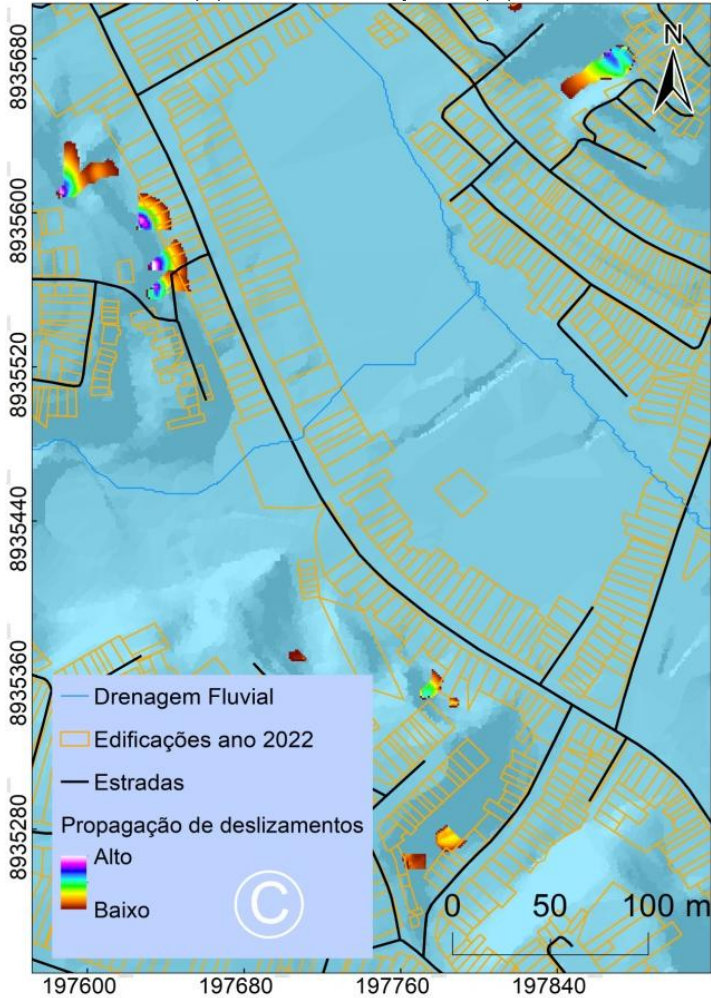 8935680
8935600
8935520
8935440
8935360
8935280
N
Drenagem Fluvial
Edificações ano 2022
Estradas
Propagação de deslizamentos
Alto
Baixo
©
0 50 100 m
197600 197680 197760 197840